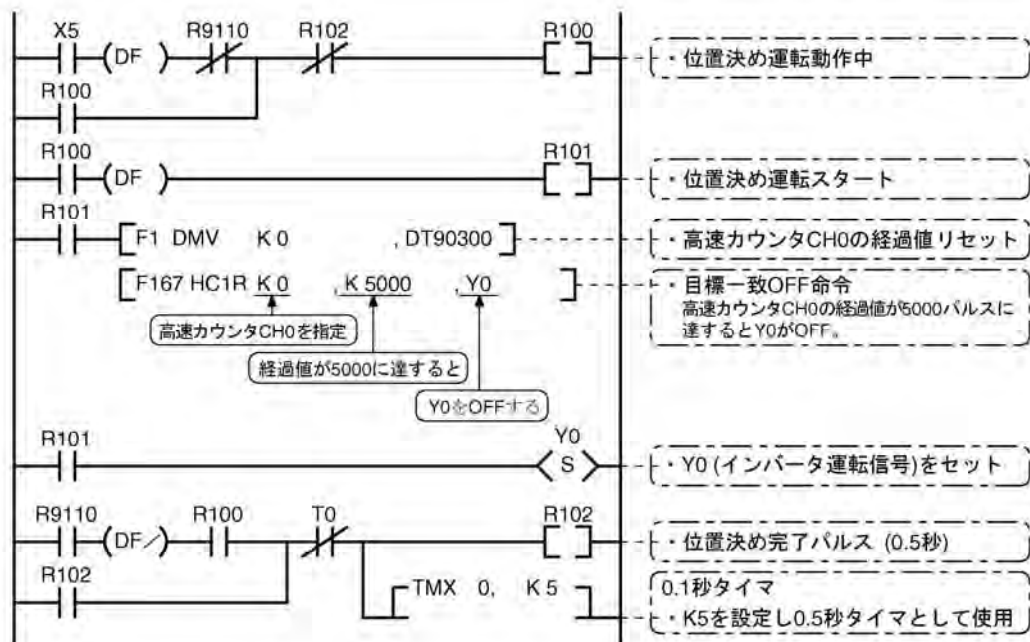 X5 R9110 R102 R100
DF ・位置決め運転動作中
R100
R100 R101
DF ・位置決め運転スタート
R101
F1 DMV K 0 , DT90300 ・高速カウンタCH0の経過値リセット
F167 HC1R K 0 , K 5000 , Y0 ・目標一致OFF命令
高速カウンタCH0の経過値が5000パルスに
達するとY0がOFF。
高速カウンタCH0を指定
経過値が5000に達すると
Y0をOFFする
R101 Y0
S ・Y0 (インバータ運転信号)をセット
R9110 R100 T0 R102
DF/ ・位置決め完了パルス (0.5秒)
R102
TMX 0, K 5 0.1秒タイマ
・K5を設定し0.5秒タイマとして使用